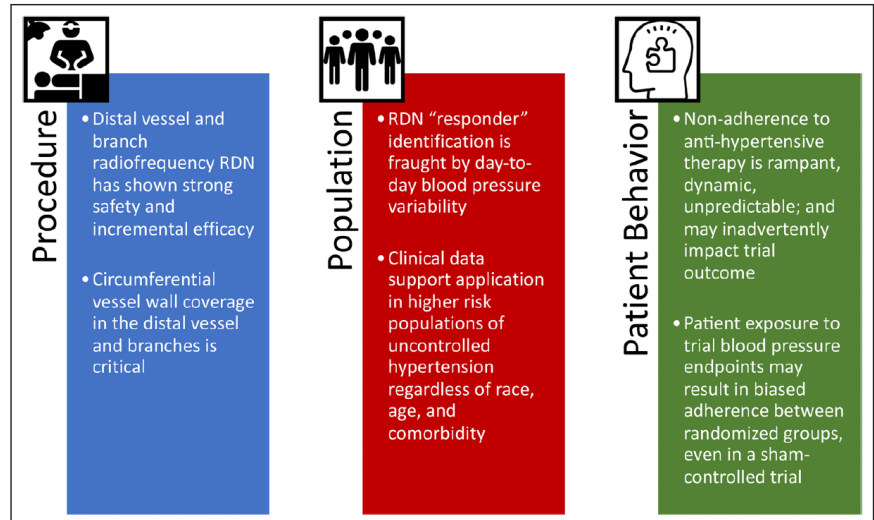 Procedure
• Distal vessel and
branch
radiofrequency RDN
has shown strong
safety and
incremental efficacy
• Circumferential
vessel wall coverage
in the distal vessel
and branches is
critical
Population
• RDN “responder”
identification is
fraught by day-to-
day blood pressure
variability
• Clinical data
support application
in higher risk
populations of
uncontrolled
hypertension
regardless of race,
age, and
comorbidity
Patient Behavior
• Non-adherence to
anti-hypertensive
therapy is rampant,
dynamic,
unpredictable; and
may inadvertently
impact trial
outcome
• Patient exposure to
trial blood pressure
endpoints may
result in biased
adherence between
randomized groups,
even in a sham-
controlled trial